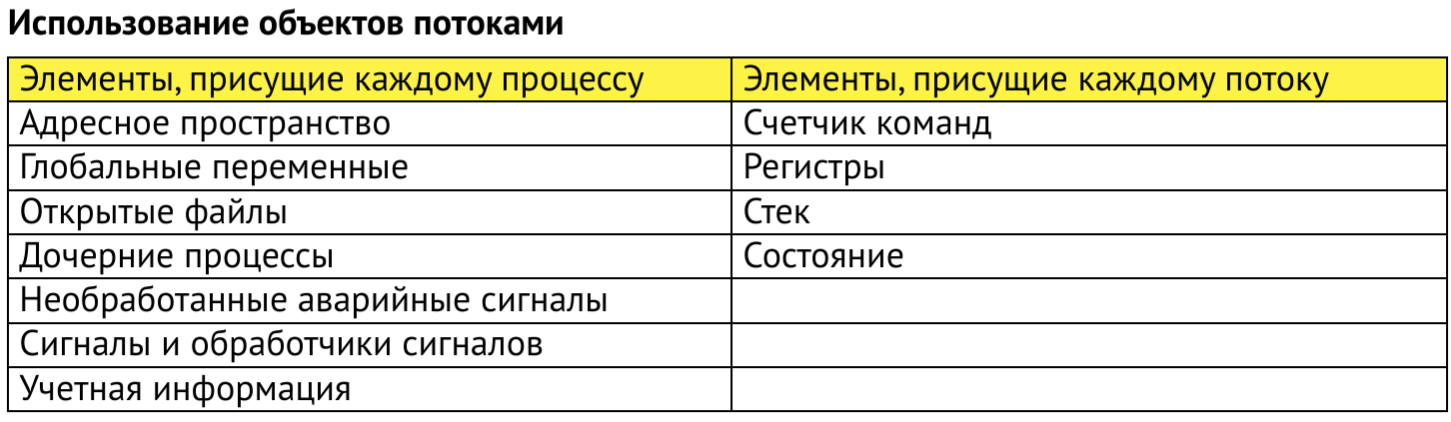 Использование объектов потоками
Элементы, присущие каждому процессу Элементы, присущие каждому потоку
Адресное пространство Счетчик команд
Глобальные переменные Регистры
Открытые файлы Стек
Дочерние процессы Состояние
Необработанные аварийные сигналы
Сигналы и обработчики сигналов
Учетная информация